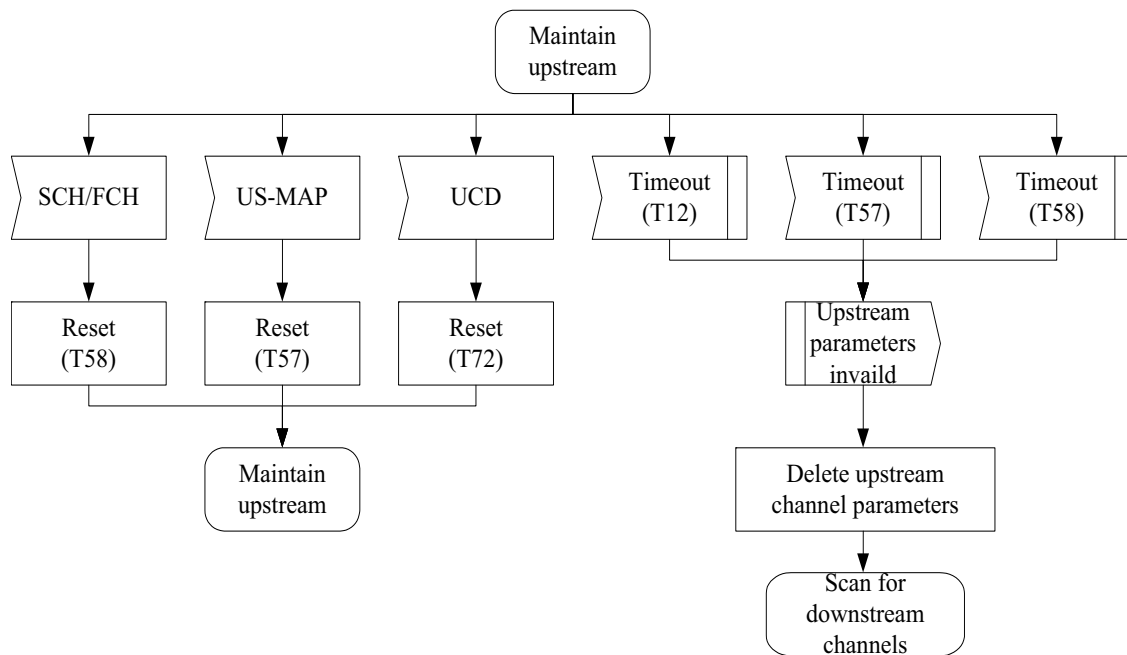 Maintain
upstream
SCH/FCH
US-MAP
UCD
Timeout
(T12)
Timeout
(T57)
Timeout
(T58)
Reset
(T58)
Reset
(T57)
Reset
(T72)
Upstream
parameters
invaild
Maintain
upstream
Delete upstream
channel parameters
Scan for
downstream
channels